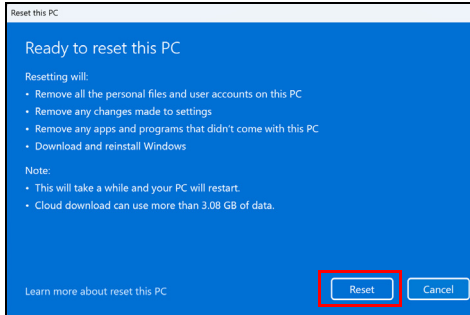 Reset this PC
Ready to reset this PC
Resetting will:
• Remove all the personal files and user accounts on this PC
• Remove any changes made to settings
• Remove any apps and programs that didn't come with this PC
• Download and reinstall Windows
Note:
• This will take a while and your PC will restart.
• Cloud download can use more than 3.08 GB of data.
Learn more about reset this PC
Reset
Cancel